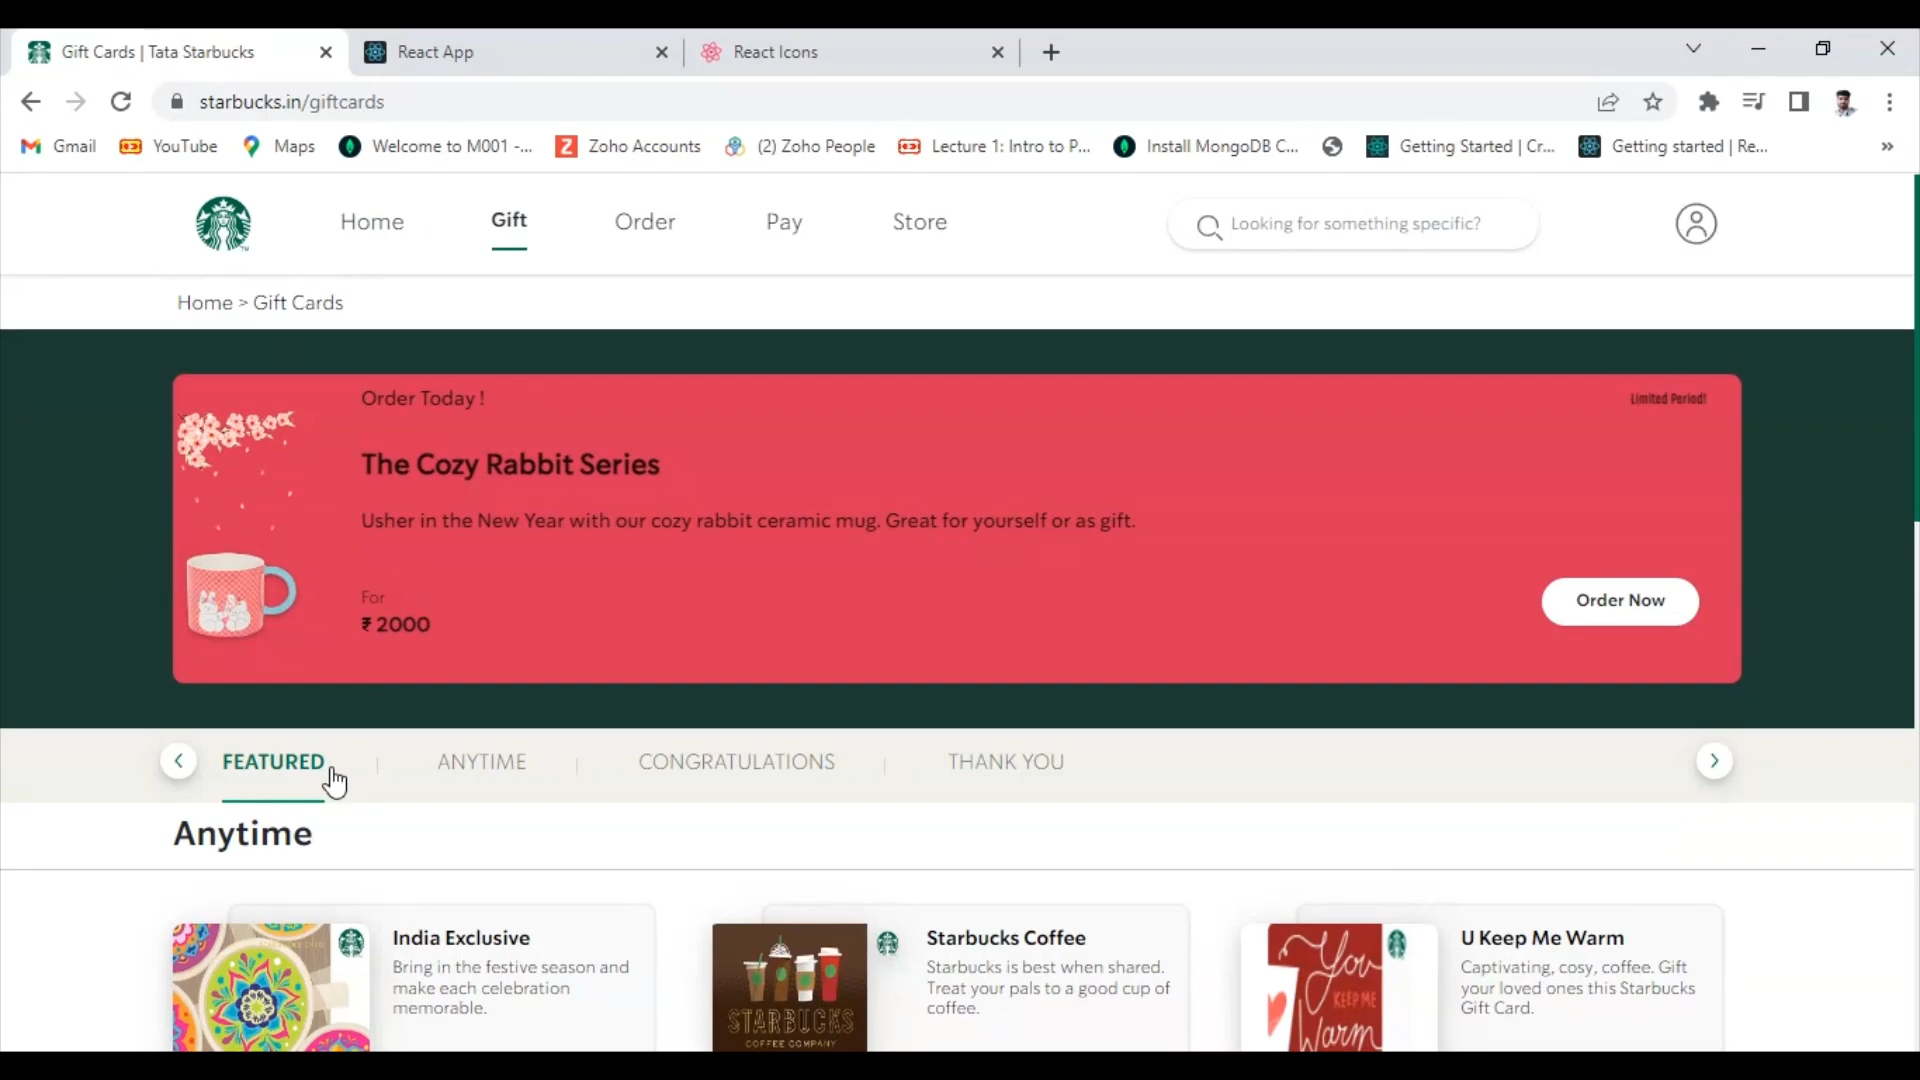 Gift Cards | Tata Starbucks
React App
React Icons
starbucks.in/giftcards
Gmail
YouTube
Maps
Welcome to M001 -...
Zoho Accounts
(2) Zoho People
Lecture 1: Intro to P...
Install MongoDB C...
Getting Started | Cr...
Getting started | Re...
Home
Gift
Order
Pay
Store
Looking for something specific?
Home > Gift Cards
Order Today !
Limited Period!
The Cozy Rabbit Series
Usher in the New Year with our cozy rabbit ceramic mug. Great for yourself or as gift.
For
₹ 2000
Order Now
FEATURED
ANYTIME
CONGRATULATIONS
THANK YOU
Anytime
India Exclusive
Bring in the festive season and
make each celebration
memorable.
STARBUCKS
COFFEE COMPANY
Starbucks Coffee
Starbucks is best when shared.
Treat your pals to a good cup of
coffee.
You
KEEP ME
Warm
U Keep Me Warm
Captivating, cosy, coffee. Gift
your loved ones this Starbucks
Gift Card.